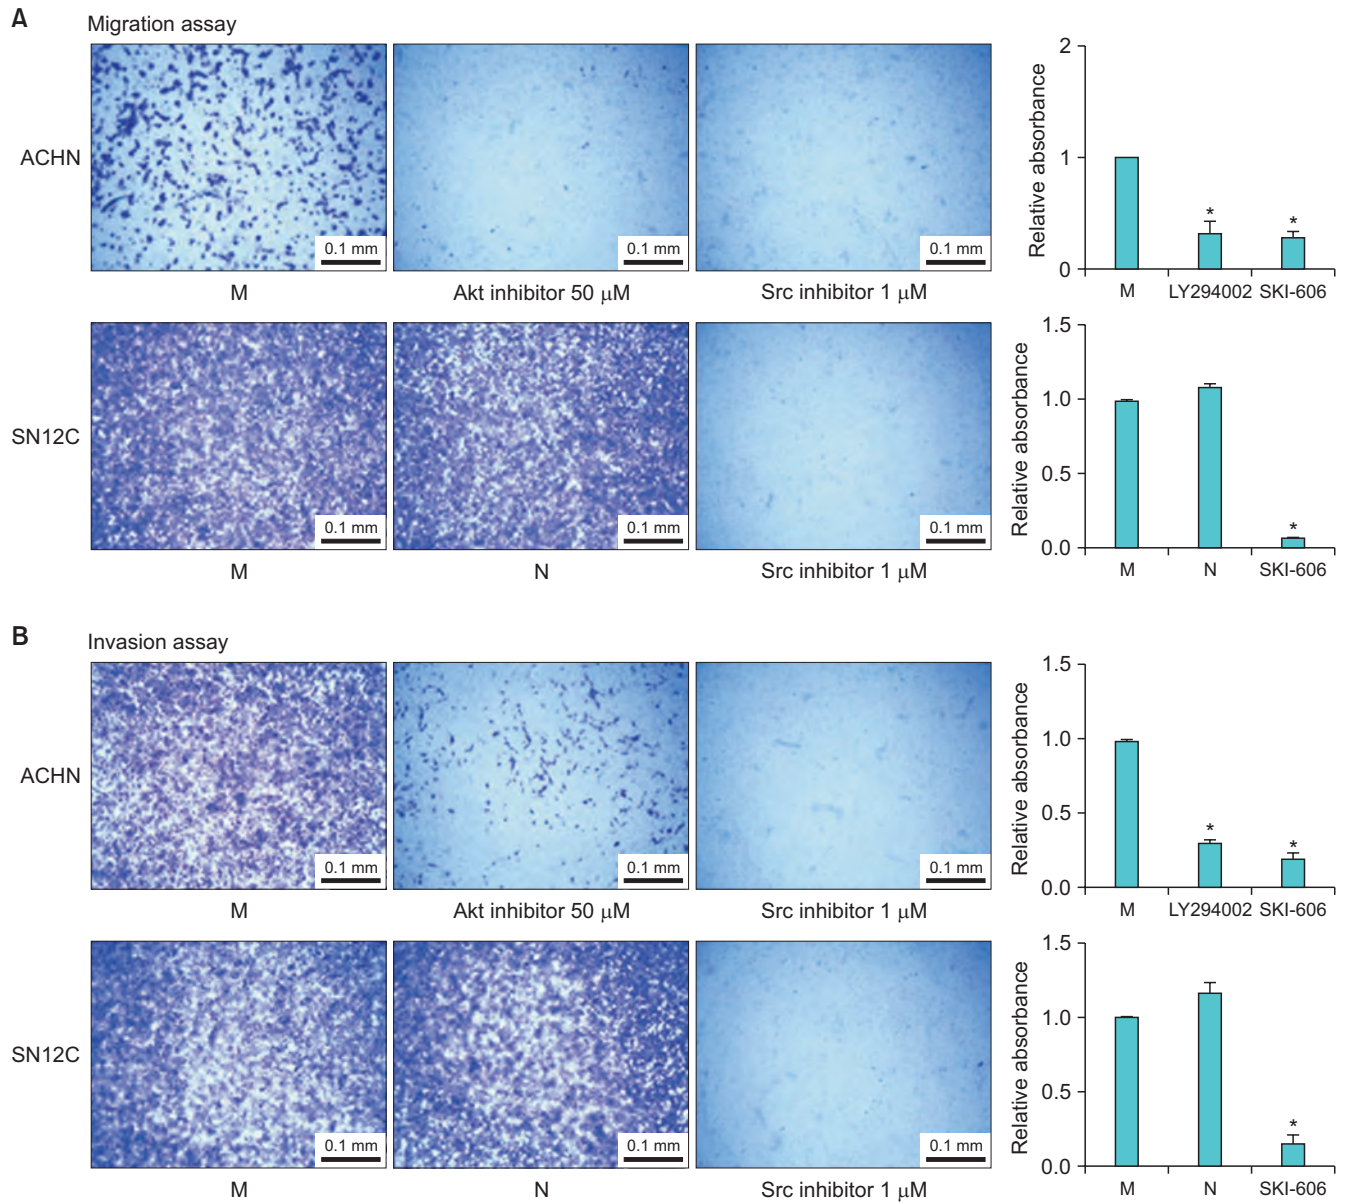 A
Migration assay
ACHN
0.1 mm
0.1 mm
0.1 mm
M
Akt inhibitor 50 μM
Src inhibitor 1 μM
Relative absorbance
2
1
0
*
*
M
LY294002
SKI-606
SN12C
0.1 mm
0.1 mm
0.1 mm
M
N
Src inhibitor 1 μM
Relative absorbance
1.5
1.0
0.5
0.0
*
M
N
SKI-606
B
Invasion assay
ACHN
0.1 mm
0.1 mm
0.1 mm
M
Akt inhibitor 50 μM
Src inhibitor 1 μM
Relative absorbance
1.5
1.0
0.5
0.0
*
*
M
LY294002
SKI-606
SN12C
0.1 mm
0.1 mm
0.1 mm
M
N
Src inhibitor 1 μM
Relative absorbance
1.5
1.0
0.5
0.0
*
M
N
SKI-606